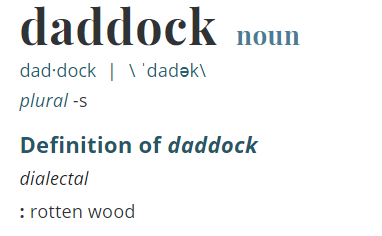 daddock noun
dad·dock | \ ˈdadək\
plural -s
Definition of daddock
dialectal
: rotten wood